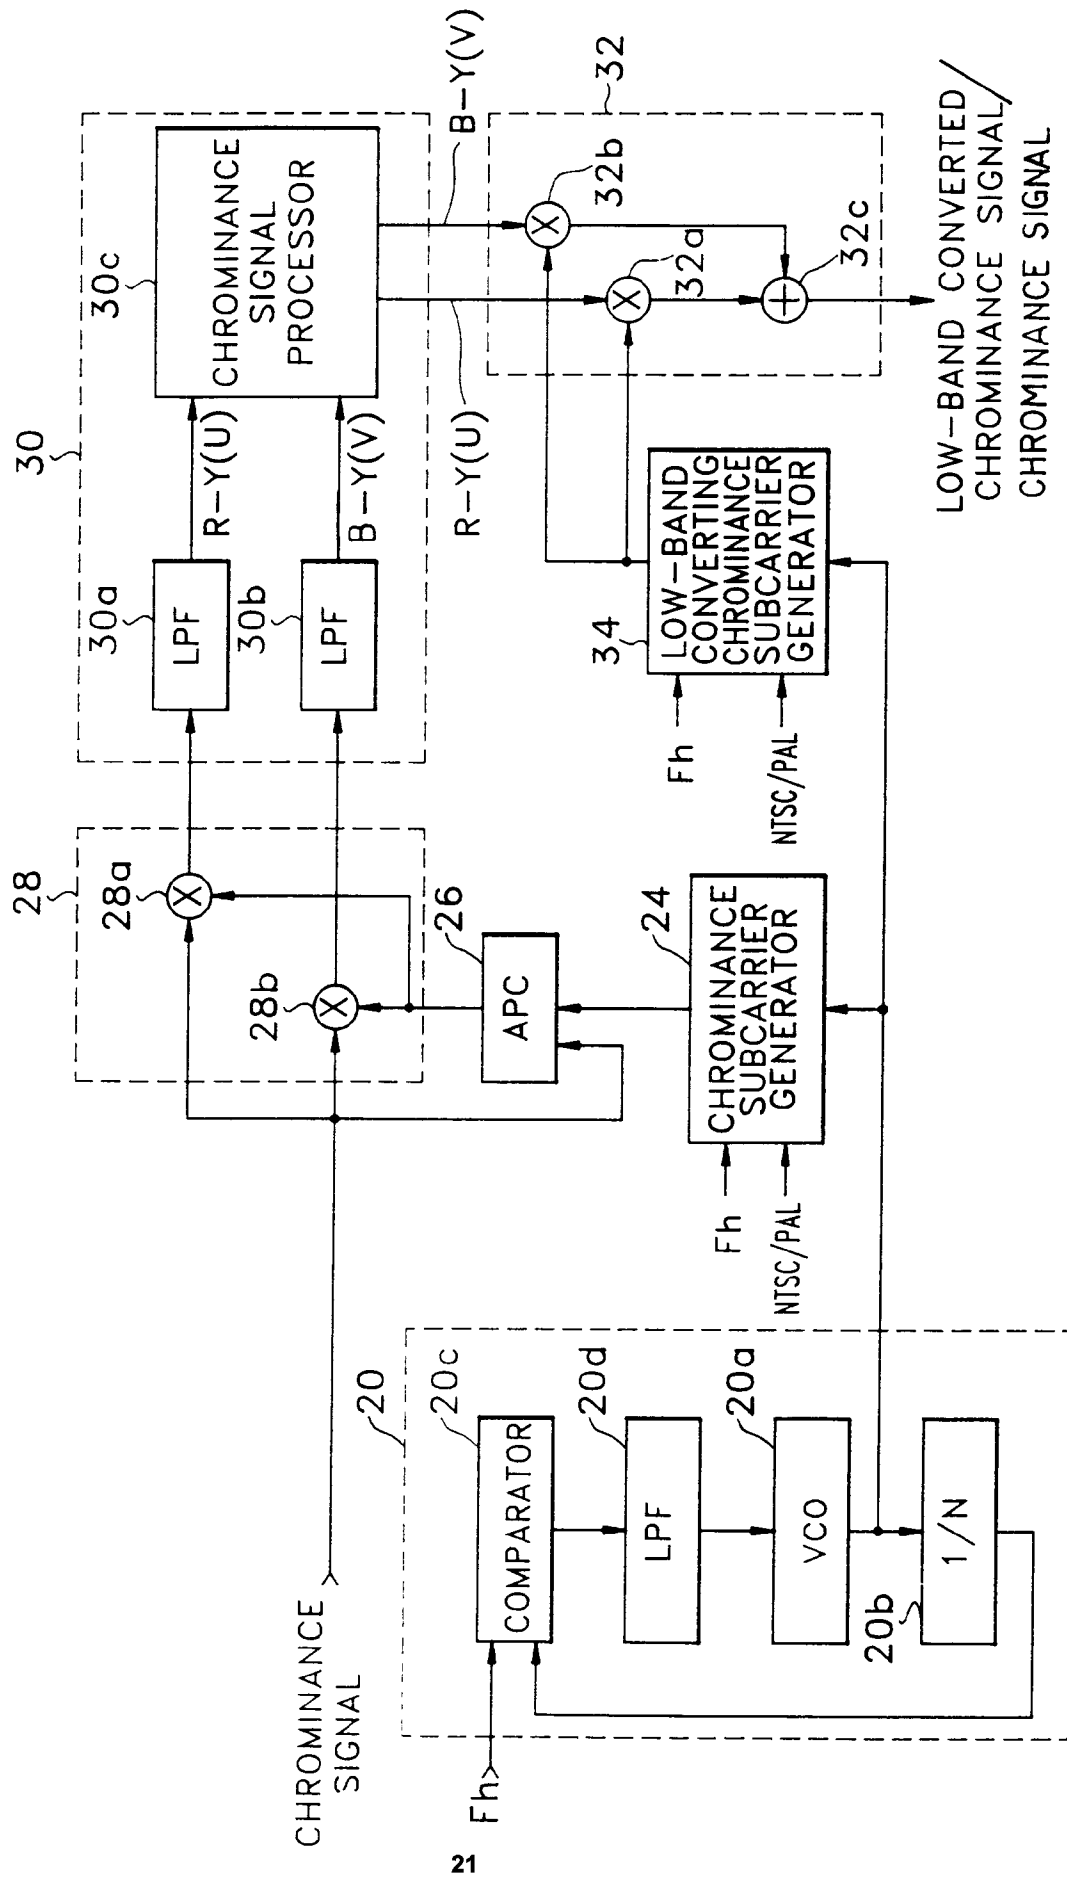 30
30c
CHROMINANCE
SIGNAL
PROCESSOR
30a
LPF
R-Y(U)
30b
LPF
B-Y(V)
R-Y(U)
B-Y(V)
28
28a
28b
26
APC
24
CHROMINANCE
SUBCARRIER
GENERATOR
Fh
NTSC/PAL
34
LOW-BAND
CONVERTING
CHROMINANCE
SUBCARRIER
GENERATOR
Fh
NTSC/PAL
32
32b
32a
32c
LOW-BAND CONVERTED/
CHROMINANCE SIGNAL/
CHROMINANCE SIGNAL
CHROMINANCE
SIGNAL
20
20c
COMPARATOR
20d
LPF
20a
VCO
20b
1/N
Fh
21